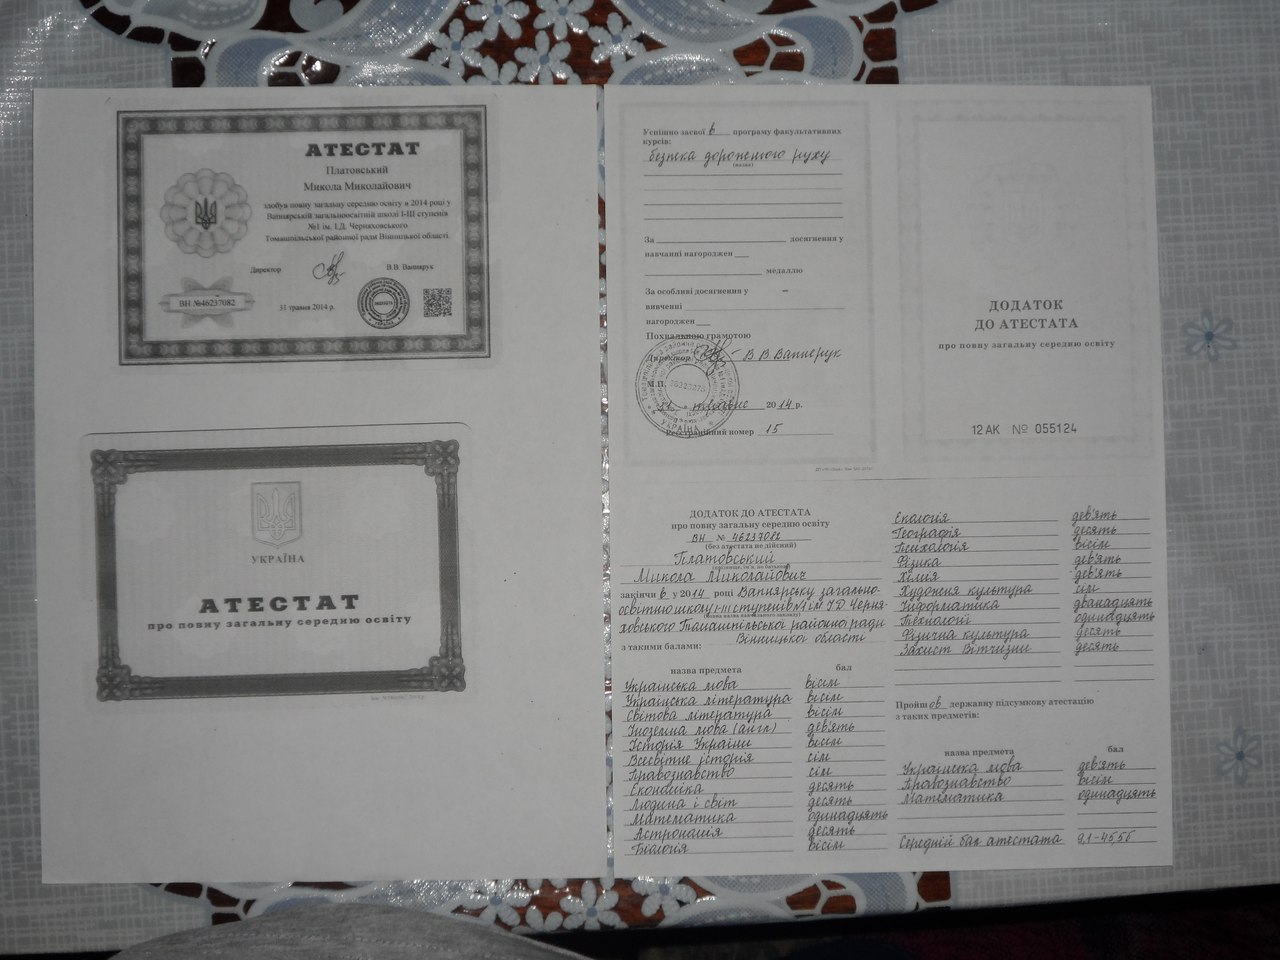 АТЕСТАТ
Платовський
Микола Миколайович
здобув повну загальну середню освіту в 2014 році у
Вапнярській загальноосвітній школі І-ІІІ ступенів
№1 ім. І.Д. Черняховського
Томашпільської районної ради Вінницької області
Директор
В.В. Вапнярук
ВН №46237082
31 травня 2014 р.
УКРАЇНА
АТЕСТАТ
про повну загальну середню освіту
Успішно засвоїв програму факультативних
курсів:
безпека дорожнього руху
(назва)
За досягнення у
навчанні нагороджен
медаллю
За особливі досягнення у –
вивченні
нагороджен
Похвальною грамотою
Директор В В Вапнярук
М.П.
26323275
УКРАЇНА
31 травня 2014 р.
Реєстраційний номер 15
ДОДАТОК
ДО АТЕСТАТА
про повну загальну середню освіту
12 АК № 055124
ДОДАТОК ДО АТЕСТАТА
про повну загальну середню освіту
ВН № 46237082
(без атестата не дійсний)
Платовський
(прізвище, ім'я, по батькові)
Микола Миколайович
закінчив у 2014 році Вапнярську загально-
освітню школу І-ІІІ ступенів №1 ім І Д Черня
ховського Томашпільської районної ради
Вінницької області
з такими балами:
назва предмета бал
Українська мова вісім
Українська література вісім
Світова література вісім
Іноземна мова (англ) дев'ять
Історія України вісім
Всесвітня історія сім
Правознавство сім
Економіка десять
Людина і світ десять
Математика одинадцять
Астрономія десять
Біологія вісім
Екологія дев'ять
Географія десять
Психологія вісім
Фізика дев'ять
Хімія дев'ять
Художня культура сім
Інформатика дванадцять
Технології одинадцять
Фізична культура десять
Захист Вітчизни десять
Пройшов державну підсумкову атестацію
з таких предметів:
назва предмета бал
Українська мова дев'ять
Правознавство вісім
Математика одинадцять
Середній бал атестата 9,1-45,5б